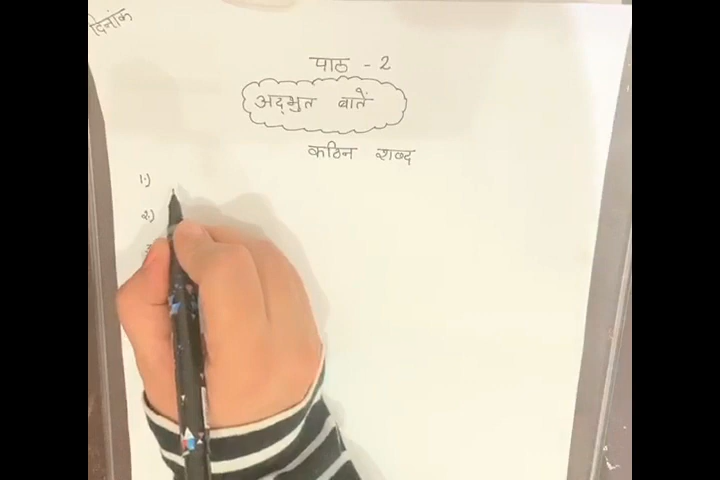 दिनांक
पाठ - 2
अद्भुत बातें
कठिन शब्द
1.)
2.)